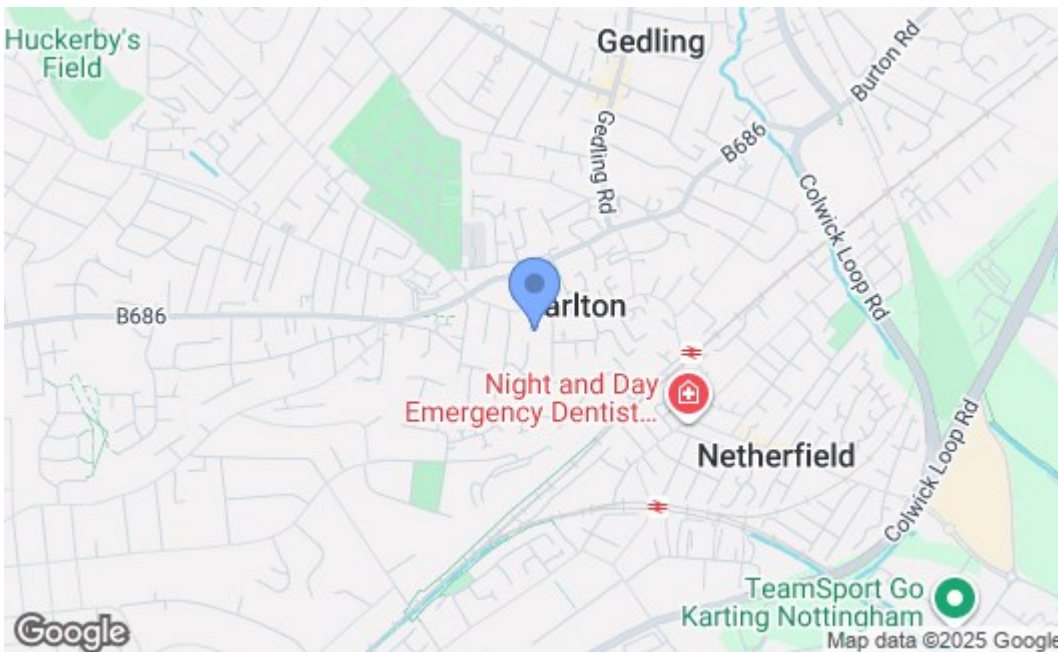 Huckerby's
Field
Gedling
Burton Rd
Gedling Rd
B686
Colwick Loop Rd
B686
arlton
Night and Day
Emergency Dentist...
Netherfield
Colwick Loop Rd
TeamSport Go
Karting Nottingham
Google
Map data ©2025 Google